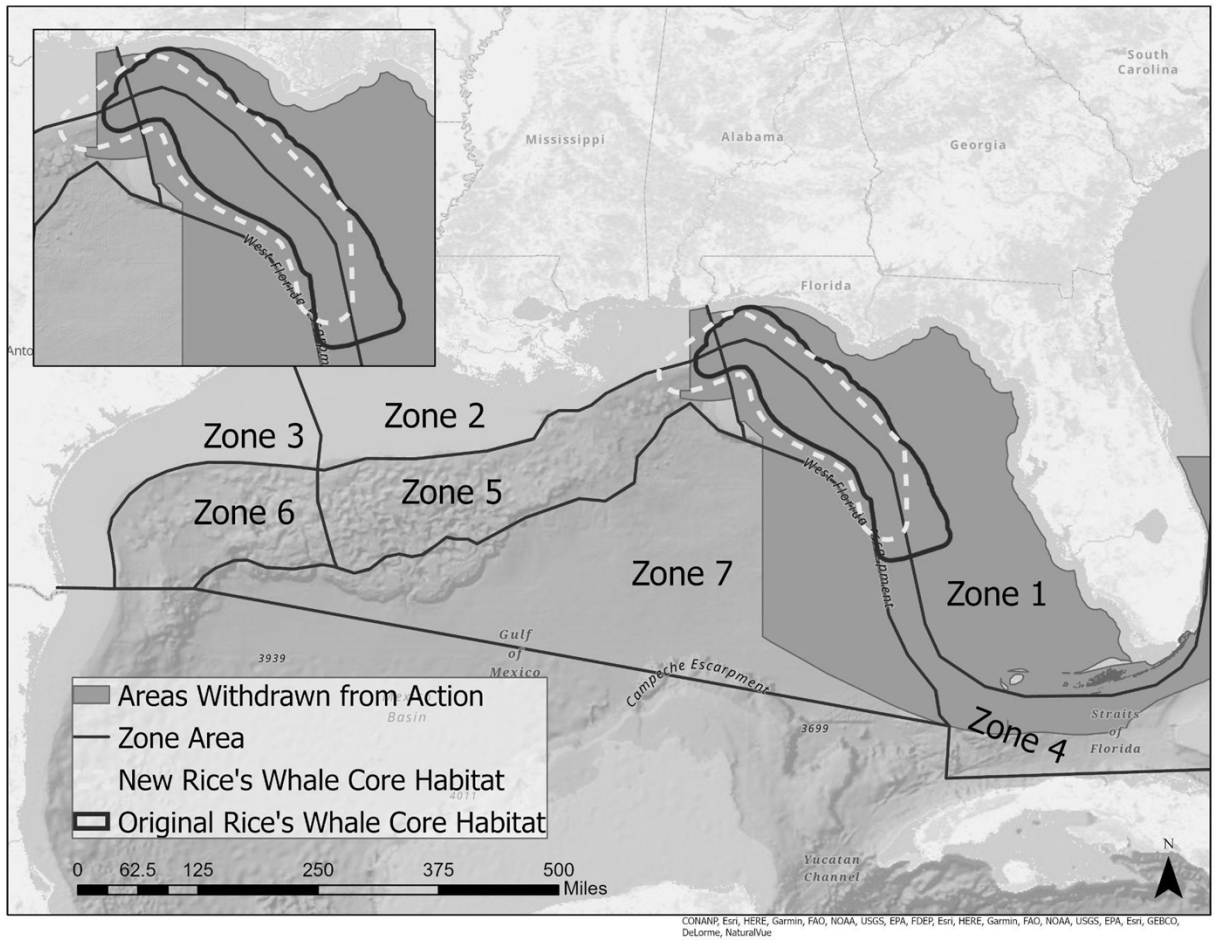 South
Carolina
Mississippi
Alabama
Georgia
West Florida
Florida
Zone 3
Zone 2
Zone 6
Zone 5
West Florida Escarpment
Zone 7
Zone 1
Gulf
of
Mexico
3939
Campeche Escarpment
3699
Zone 4
Straits
of
Florida
Areas Withdrawn from Action
Basin
Zone Area
New Rice's Whale Core Habitat
4011
Original Rice's Whale Core Habitat
0 62.5 125 250 375 500
Miles
Yucatan
Channel
N
CONANP, Esri, HERE, Garmin, FAO, NOAA, USGS, EPA, FDEP, Esri, HERE, Garmin, FAO, NOAA, USGS, EPA, Esri, GEBCO,
DeLorme, NaturalVue